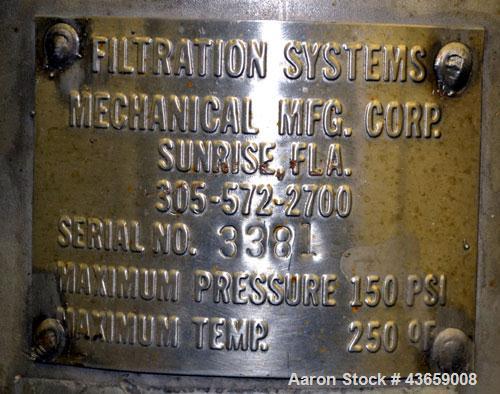 FILTRATION SYSTEMS
MECHANICAL MFG. CORP.
SUNRISE, FLA.
305-572-2700
SERIAL NO. 3381
MAXIMUM PRESSURE 150 PSI
MAXIMUM TEMP. 250 ºF
Aaron Stock # 43659008